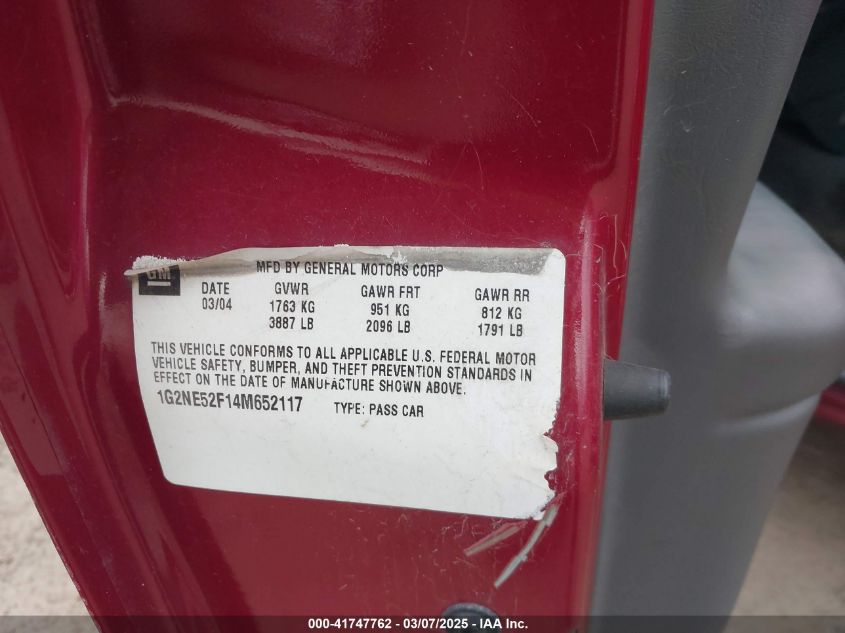 GM
MFD BY GENERAL MOTORS CORP
DATE GVWR GAWR FRT GAWR RR
03/04 1763 KG 951 KG 812 KG
3887 LB 2096 LB 1791 LB
THIS VEHICLE CONFORMS TO ALL APPLICABLE U.S. FEDERAL MOTOR
VEHICLE SAFETY, BUMPER, AND THEFT PREVENTION STANDARDS IN
EFFECT ON THE DATE OF MANUFACTURE SHOWN ABOVE.
1G2NE52F14M652117 TYPE: PASS CAR
000-41747762 - 03/07/2025 - IAA Inc.